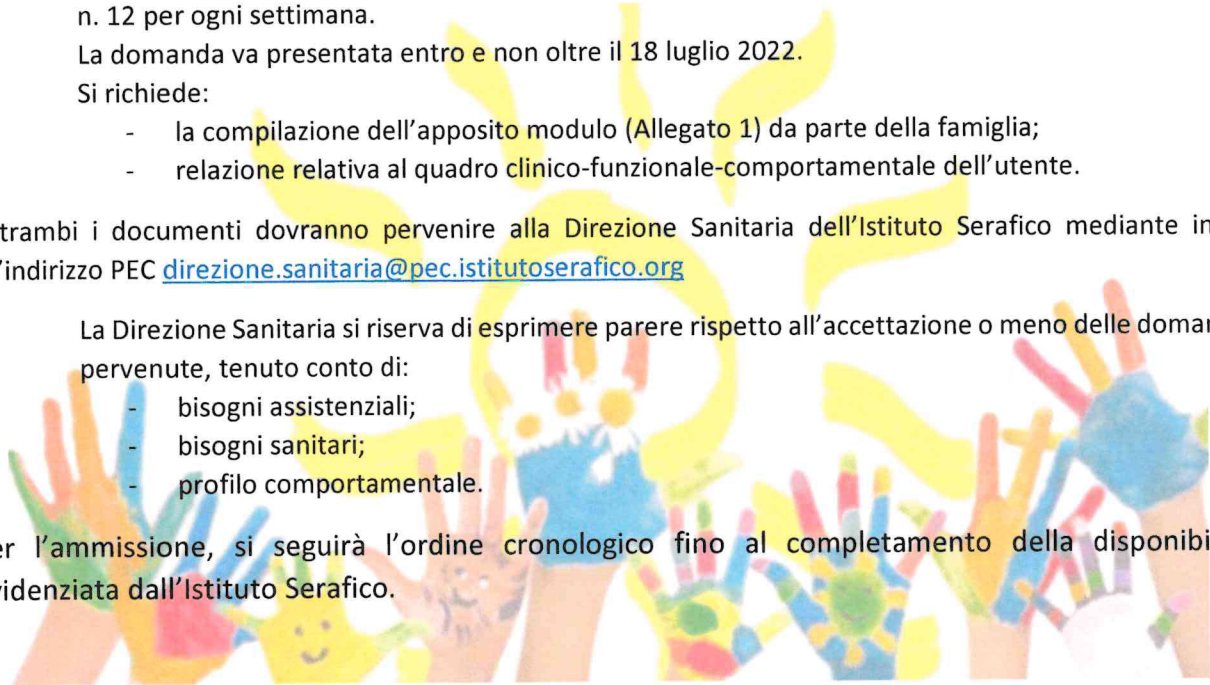 n. 12 per ogni settimana.
La domanda va presentata entro e non oltre il 18 luglio 2022.
Si richiede:
- la compilazione dell'apposito modulo (Allegato 1) da parte della famiglia;
- relazione relativa al quadro clinico-funzionale-comportamentale dell'utente.
trambi i documenti dovranno pervenire alla Direzione Sanitaria dell'Istituto Serafico mediante in
l'indirizzo PEC direzione.sanitaria@pec.istitutoserafico.org
La Direzione Sanitaria si riserva di esprimere parere rispetto all'accettazione o meno delle doman
pervenute, tenuto conto di:
- bisogni assistenziali;
- bisogni sanitari;
- profilo comportamentale.
er l'ammissione, si seguirà l'ordine cronologico fino al completamento della disponibi
videnziata dall'Istituto Serafico.